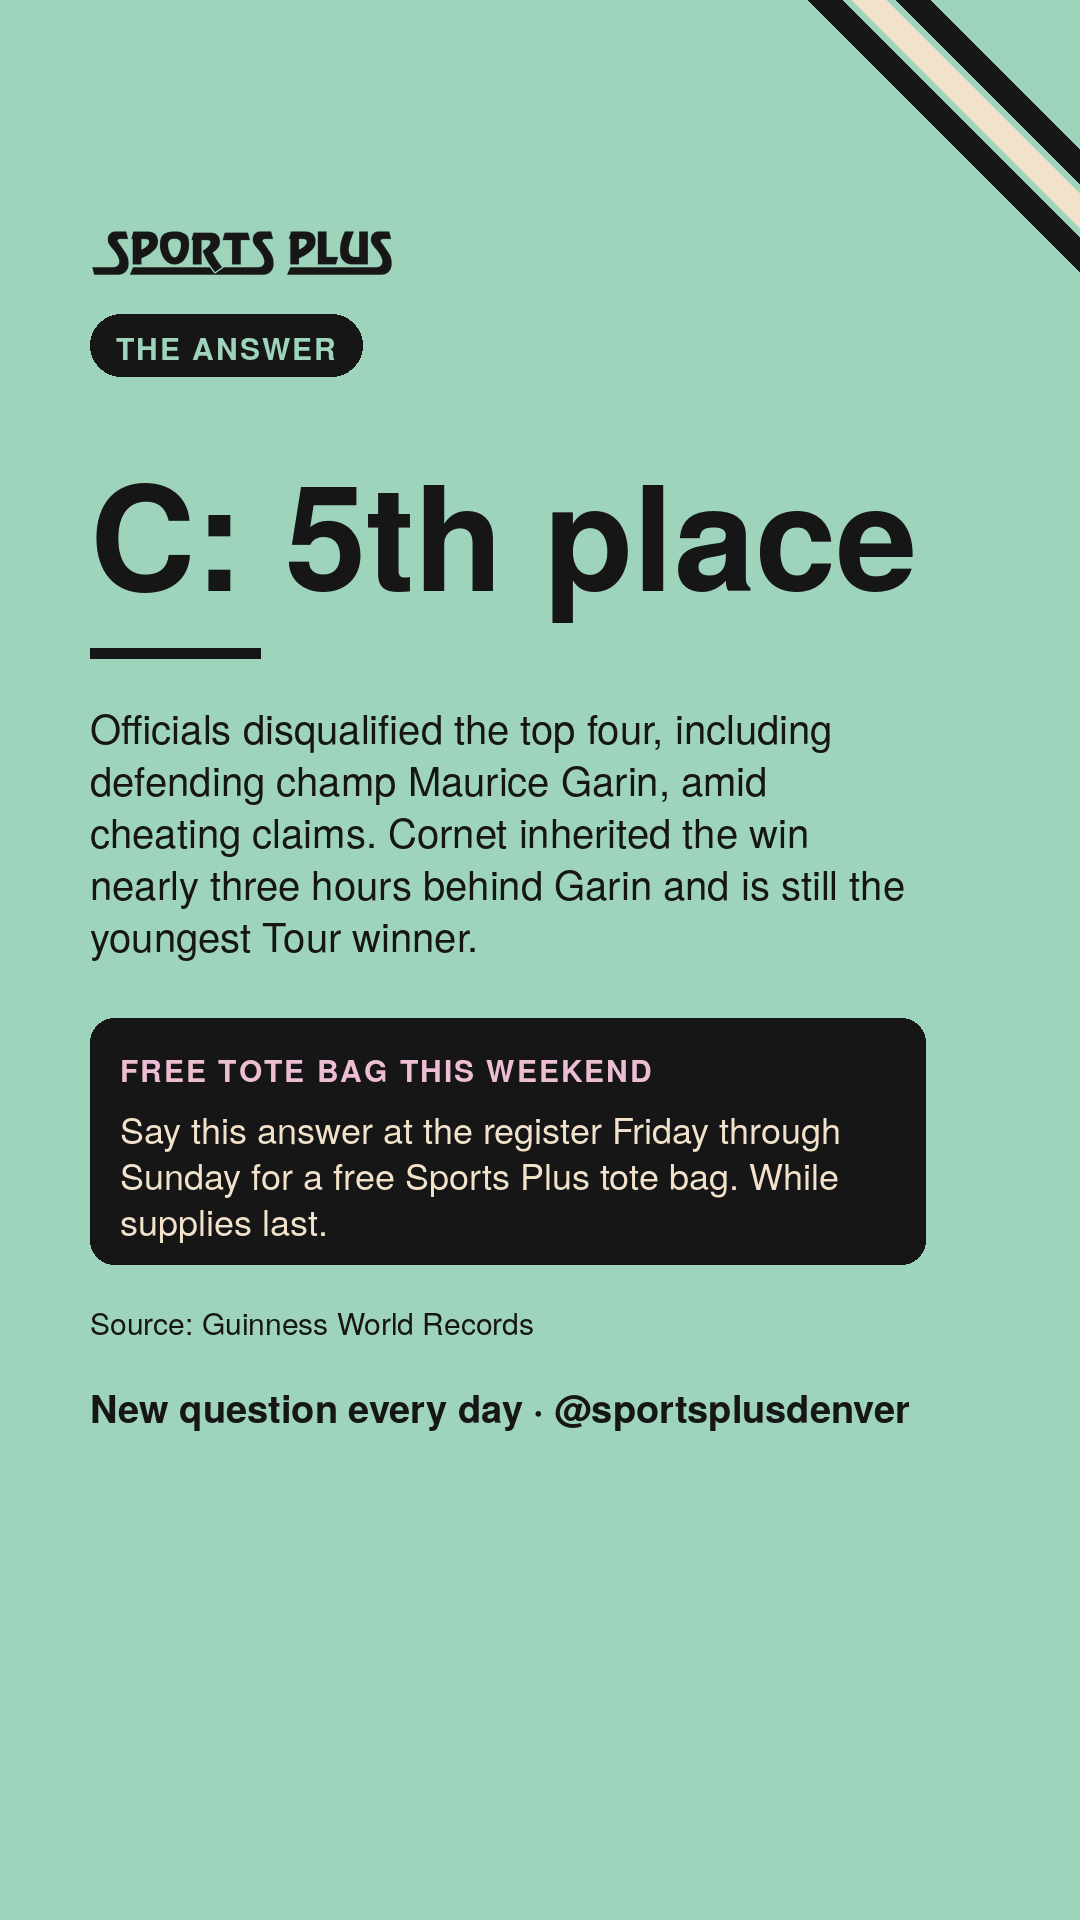 SPORTS PLUS
THE ANSWER
C: 5th place
Officials disqualified the top four, including
defending champ Maurice Garin, amid
cheating claims. Cornet inherited the win
nearly three hours behind Garin and is still the
youngest Tour winner.
FREE TOTE BAG THIS WEEKEND
Say this answer at the register Friday through
Sunday for a free Sports Plus tote bag. While
supplies last.
Source: Guinness World Records
New question every day · @sportsplusdenver